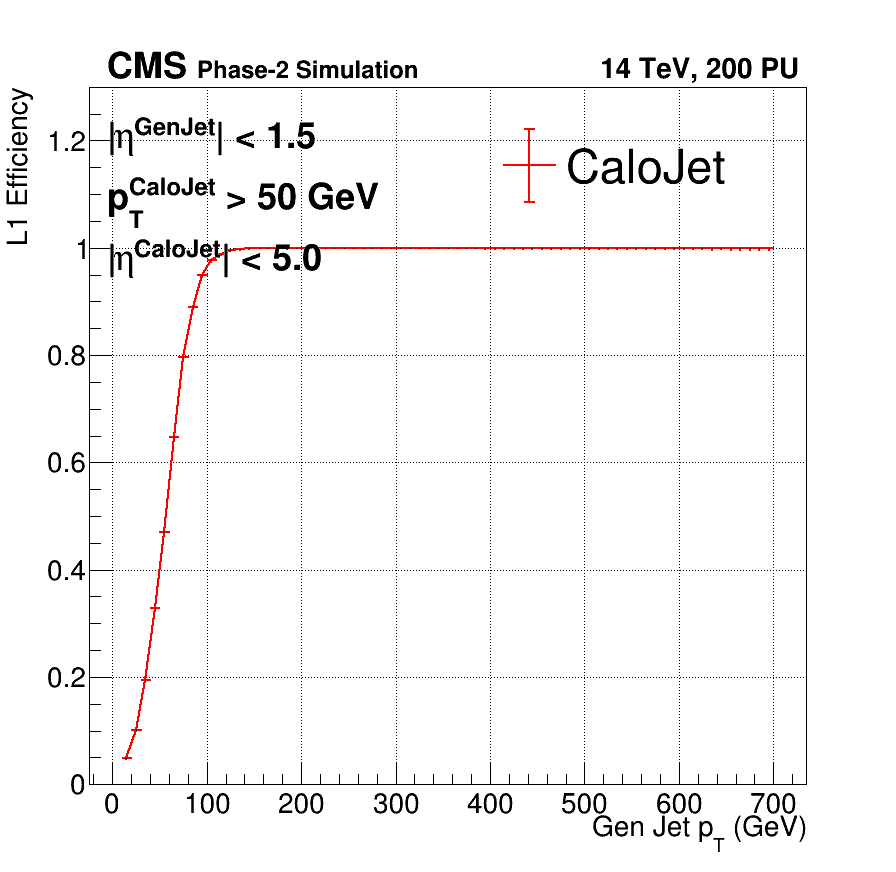 CMS Phase-2 Simulation 14 TeV, 200 PU
L1 Efficiency
|η^GenJet| < 1.5
p_T^CaloJet > 50 GeV
|η^CaloJet| < 5.0
CaloJet
1.2
1
0.8
0.6
0.4
0.2
0
0 100 200 300 400 500 600 700
Gen Jet p_T (GeV)